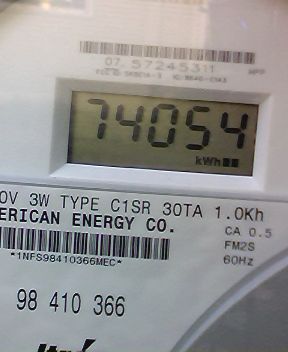 07. 57245311
74054
kWh
0V 3W TYPE C1SR 30TA 1.0Kh
ERICAN ENERGY CO.
CA 0.5
*1NFS98410366MEC*
FM2S
60Hz
98 410 366